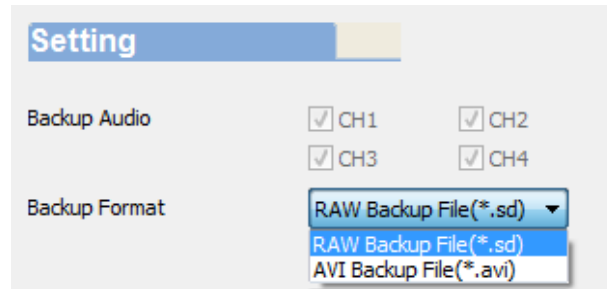 Setting
Backup Audio CH1 CH2
CH3 CH4
Backup Format RAW Backup File(*.sd)
RAW Backup File(*.sd)
AVI Backup File(*.avi)